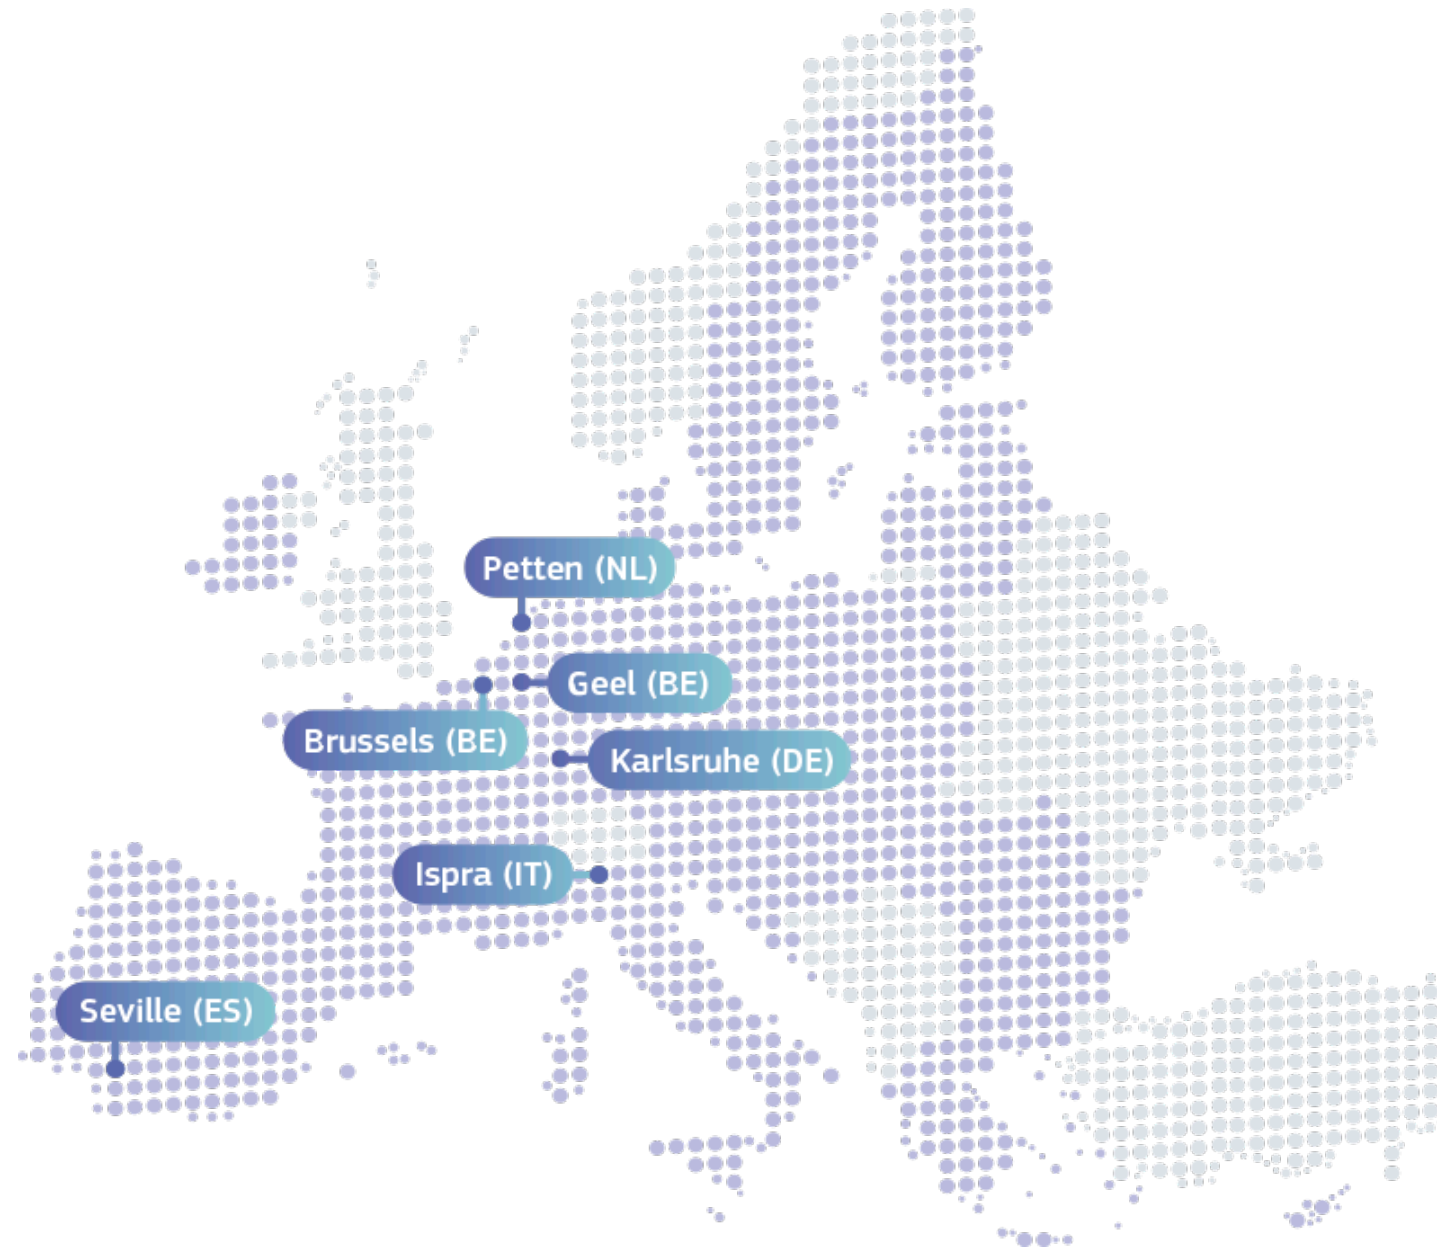 Petten (NL)
Geel (BE)
Brussels (BE)
Karlsruhe (DE)
Ispra (IT)
Seville (ES)